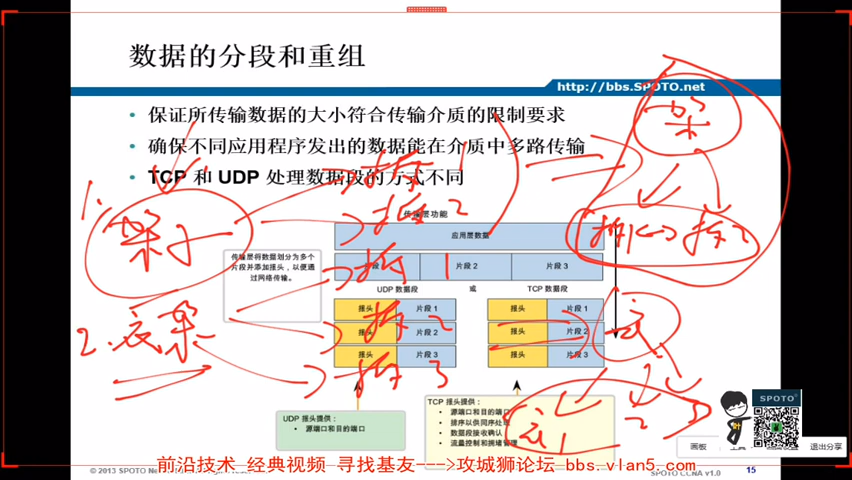 数据的分段和重组
http://bbs.SPOTO.net
• 保证所传输数据的大小符合传输介质的限制要求
• 确保不同应用程序发出的数据能在介质中多路传输
• TCP 和 UDP 处理数据段的方式不同
传输层功能
应用层数据
传输层将数据划分为多个
片段并添加报头，以便通
过网络传输。
片段 2
片段 3
UDP 数据段
或
TCP 数据段
报头
片段 1
报头
片段 1
报头
片段 2
报头
片段 2
报头
片段 3
报头
片段 3
UDP 报头提供：
• 源端口和目的端口
TCP 报头提供：
• 源端口和目的端口
• 排序以供同序处理
• 数据段接收确认
• 流量控制和拥塞管理
架子
1
2
1
2
3
SPOTO
画板
退出分享
前沿技术 经典视频 寻找基友--->攻城狮论坛 bbs.vlan5.com
© 2013 SPOTO
SPOTO CCNA v1.0
15